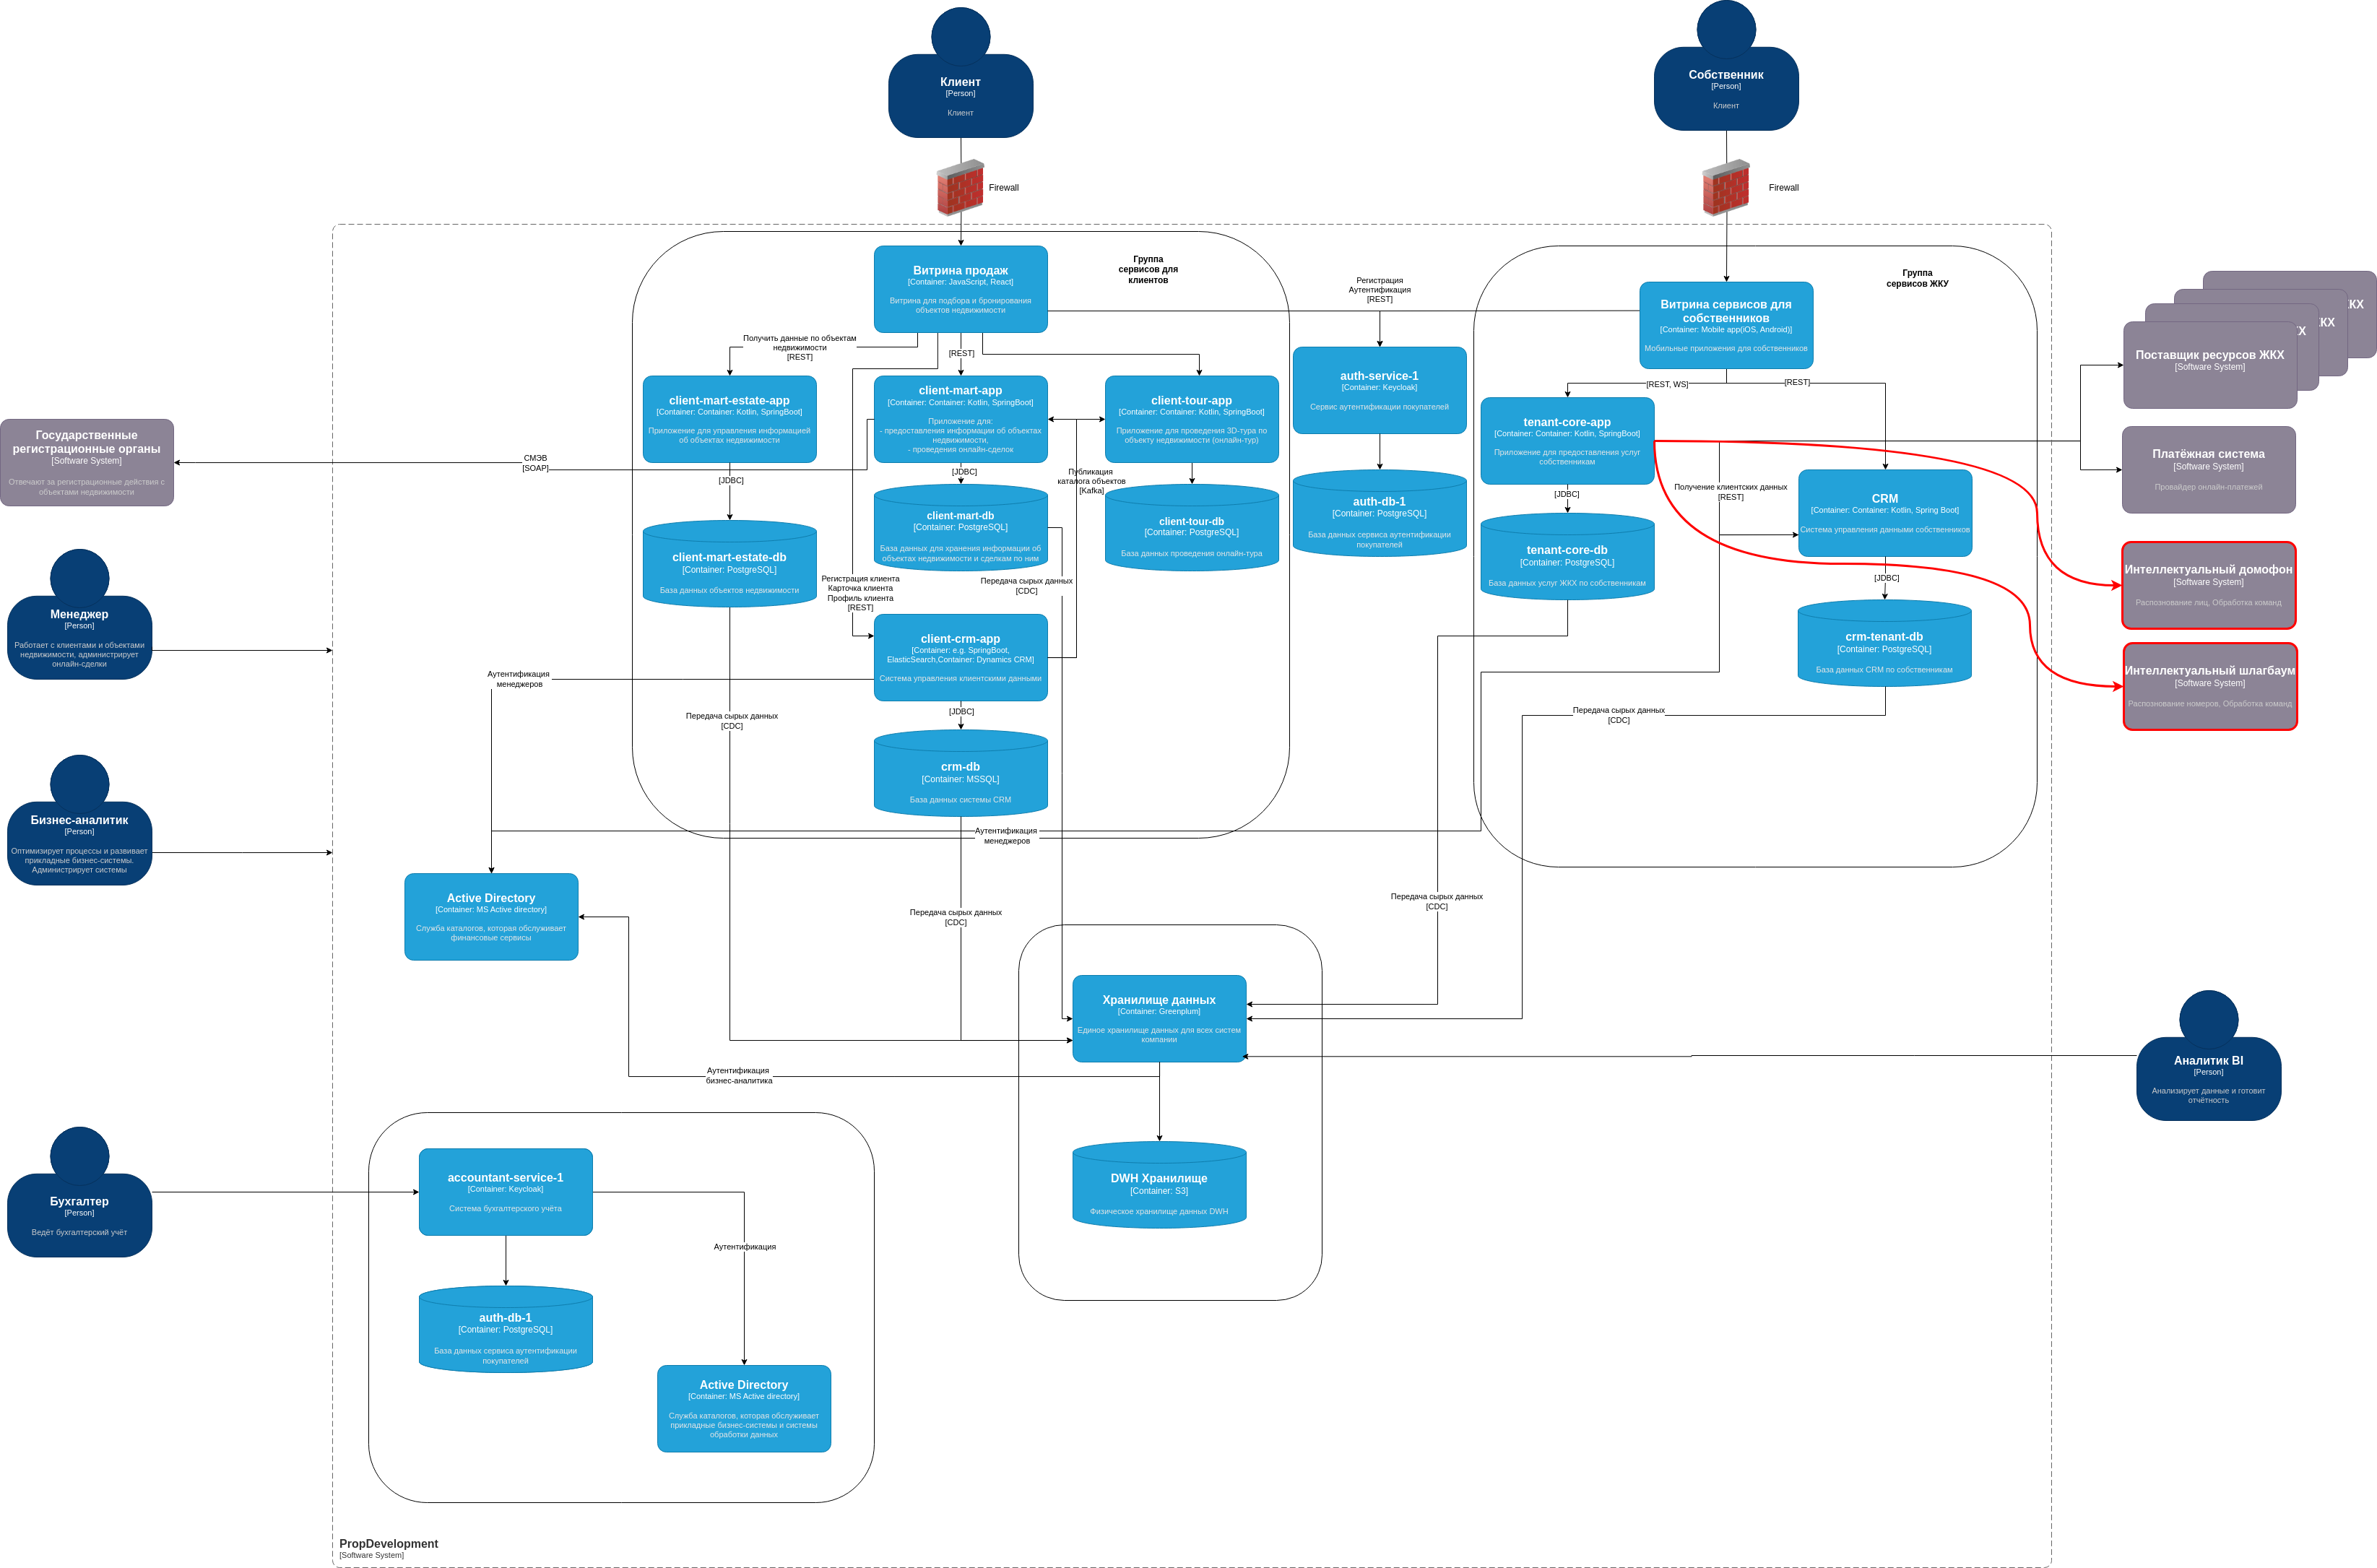 Клиент
[Person]
Клиент
Собственник
[Person]
Клиент
Firewall
Firewall
Витрина продаж
[Container: JavaScript, React]
Витрина для подбора и бронирования
объектов недвижимости
Группа
сервисов для
клиентов
Регистрация
Аутентификация
[REST]
Витрина сервисов для
собственников
[Container: Mobile app(iOS, Android)]
Мобильные приложения для собственников
Группа
сервисов ЖКУ
КХ
КХ
Х
Поставщик ресурсов ЖКХ
[Software System]
Получить данные по объектам
недвижимости
[REST]
[REST]
client-mart-estate-app
[Container: Container: Kotlin, SpringBoot]
Приложение для управления информацией
об объектах недвижимости
client-mart-app
[Container: Container: Kotlin, SpringBoot]
Приложение для:
- предоставления информации об объектах
недвижимости,
- проведения онлайн-сделок
client-tour-app
[Container: Container: Kotlin, SpringBoot]
Приложение для проведения 3D-тура по
объекту недвижимости (онлайн-тур)
auth-service-1
[Container: Keycloak]
Сервис аутентификации покупателей
[REST, WS]
[REST]
tenant-core-app
[Container: Container: Kotlin, SpringBoot]
Приложение для предоставления услуг
собственникам
Государственные
регистрационные органы
[Software System]
Отвечают за регистрационные действия с
объектами недвижимости
СМЭВ
[SOAP]
[JDBC]
[JDBC]
Публикация
каталога объектов
[Kafka]
[JDBC]
Получение клиентских данных
[REST]
Платёжная система
[Software System]
Провайдер онлайн-платежей
client-mart-estate-db
[Container: PostgreSQL]
База данных объектов недвижимости
client-mart-db
[Container: PostgreSQL]
База данных для хранения информации об
объектах недвижимости и сделкам по ним
client-tour-db
[Container: PostgreSQL]
База данных проведения онлайн-тура
auth-db-1
[Container: PostgreSQL]
База данных сервиса аутентификации
покупателей
tenant-core-db
[Container: PostgreSQL]
База данных услуг ЖКХ по собственникам
CRM
[Container: Container: Kotlin, Spring Boot]
Система управления данными собственников
[JDBC]
Интеллектуальный домофон
[Software System]
Распознование лиц, Обработка команд
Менеджер
[Person]
Работает с клиентами и объектами
недвижимости, администрирует
онлайн-сделки
Регистрация клиента
Карточка клиента
Профиль клиента
[REST]
Передача сырых данных
[CDC]
crm-tenant-db
[Container: PostgreSQL]
База данных CRM по собственникам
Интеллектуальный шлагбаум
[Software System]
Распознование номеров, Обработка команд
client-crm-app
[Container: e.g. SpringBoot,
ElasticSearch,Container: Dynamics CRM]
Система управления клиентскими данными
Аутентификация
менеджеров
[JDBC]
Передача сырых данных
[CDC]
Передача сырых данных
[CDC]
crm-db
[Container: MSSQL]
База данных системы CRM
Бизнес-аналитик
[Person]
Оптимизирует процессы и развивает
прикладные бизнес-системы.
Администрирует системы
Аутентификация
менеджеров
Active Directory
[Container: MS Active directory]
Служба каталогов, которая обслуживает
финансовые сервисы
Передача сырых данных
[CDC]
Передача сырых данных
[CDC]
Хранилище данных
[Container: Greenplum]
Единое хранилище данных для всех систем
компании
Аутентификация
бизнес-аналитика
Аналитик BI
[Person]
Анализирует данные и готовит
отчётность
Бухгалтер
[Person]
Ведёт бухгалтерский учёт
accountant-service-1
[Container: Keycloak]
Система бухгалтерского учёта
DWH Хранилище
[Container: S3]
Физическое хранилище данных DWH
Аутентификация
auth-db-1
[Container: PostgreSQL]
База данных сервиса аутентификации
покупателей
Active Directory
[Container: MS Active directory]
Служба каталогов, которая обслуживает
прикладные бизнес-системы и системы
обработки данных
PropDevelopment
[Software System]